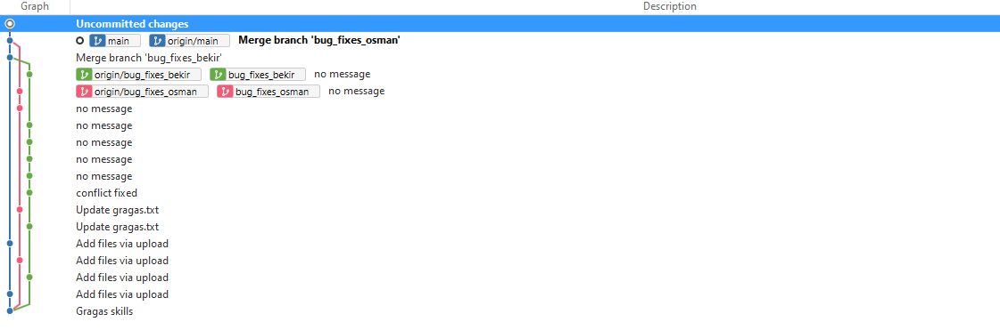 Graph Description
Uncommitted changes
main origin/main Merge branch 'bug_fixes_osman'
Merge branch 'bug_fixes_bekir'
origin/bug_fixes_bekir bug_fixes_bekir no message
origin/bug_fixes_osman bug_fixes_osman no message
no message
no message
no message
no message
no message
conflict fixed
Update gragas.txt
Update gragas.txt
Add files via upload
Add files via upload
Add files via upload
Add files via upload
Gragas skills